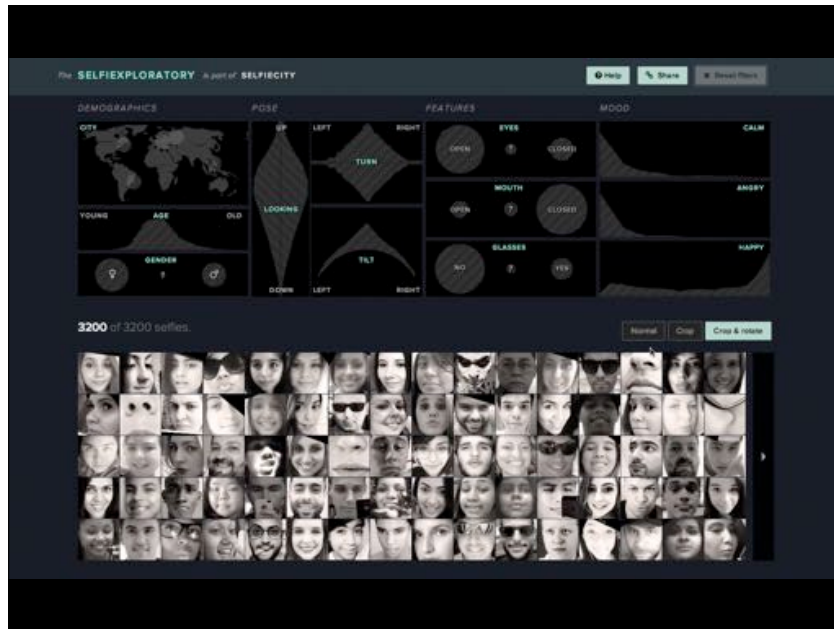 The SELFIEXPLORATORY is part of SELFIECITY
Help
Share
Reset filters
DEMOGRAPHICS
POSE
FEATURES
MOOD
CITY
YOUNG AGE OLD
GENDER
♀ ? ♂
UP
LOOKING
DOWN
LEFT RIGHT
TURN
TILT
LEFT RIGHT
EYES
OPEN ? CLOSED
MOUTH
OPEN ? CLOSED
GLASSES
NO ? YES
CALM
ANGRY
HAPPY
3200 of 3200 selfies.
Normal
Crop
Crop & rotate